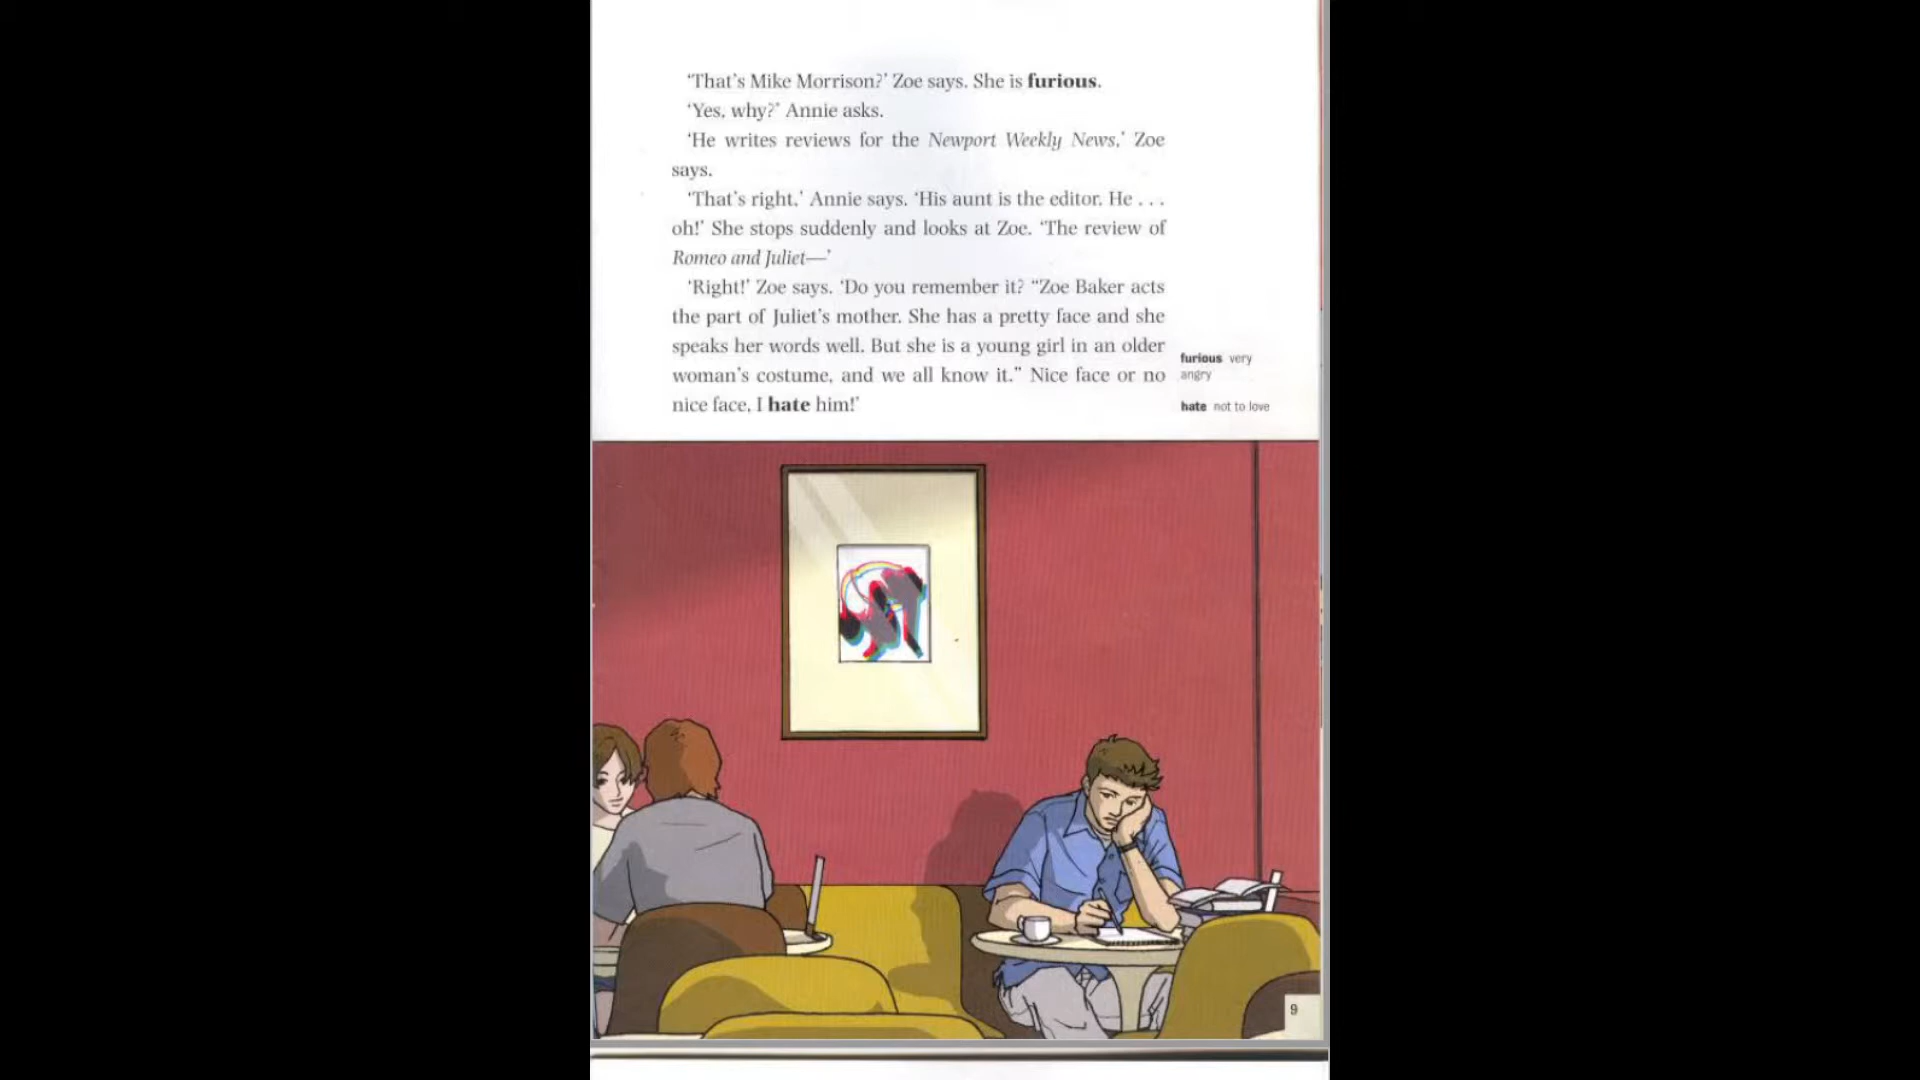 ‘That’s Mike Morrison?’ Zoe says. She is furious.
‘Yes, why?’ Annie asks.
‘He writes reviews for the Newport Weekly News,’ Zoe
says.
‘That’s right,’ Annie says. ‘His aunt is the editor. He . . .
oh!’ She stops suddenly and looks at Zoe. ‘The review of
Romeo and Juliet—’
‘Right!’ Zoe says. ‘Do you remember it? “Zoe Baker acts
the part of Juliet’s mother. She has a pretty face and she
speaks her words well. But she is a young girl in an older
woman’s costume, and we all know it.” Nice face or no
nice face, I hate him!’
furious very
angry
hate not to love
9